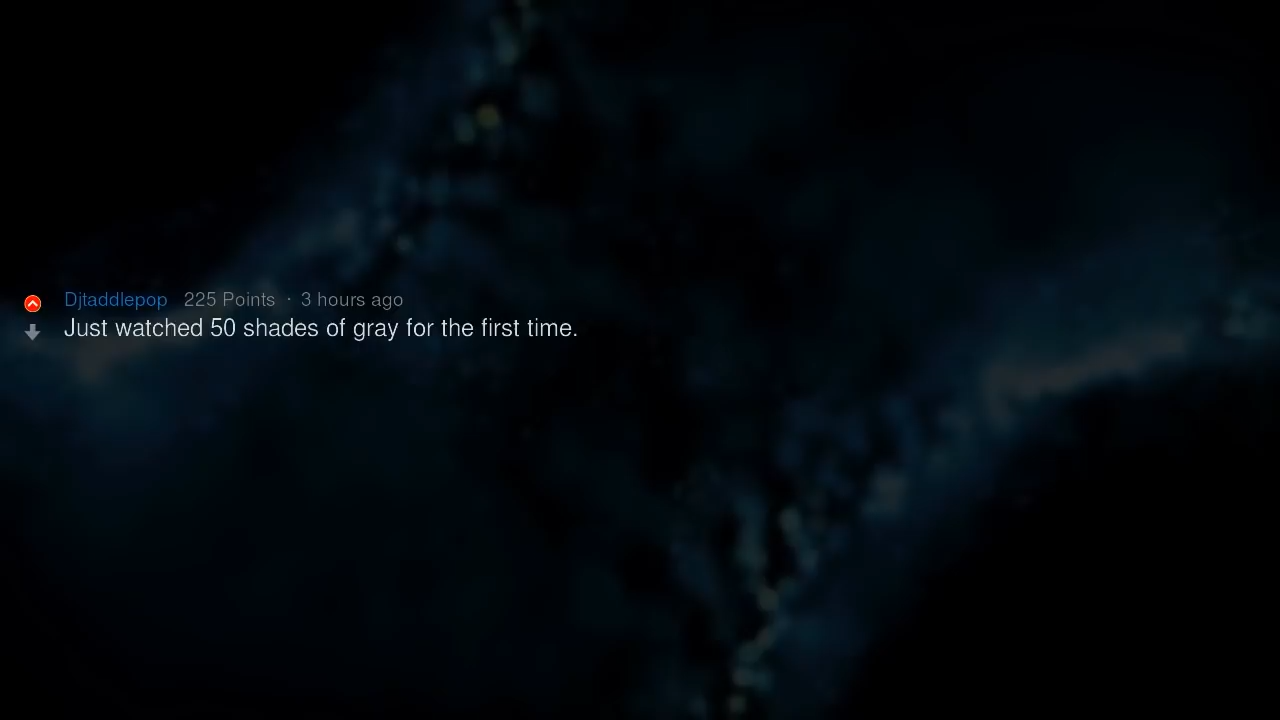 Djtaddlepop 225 Points · 3 hours ago
Just watched 50 shades of gray for the first time.